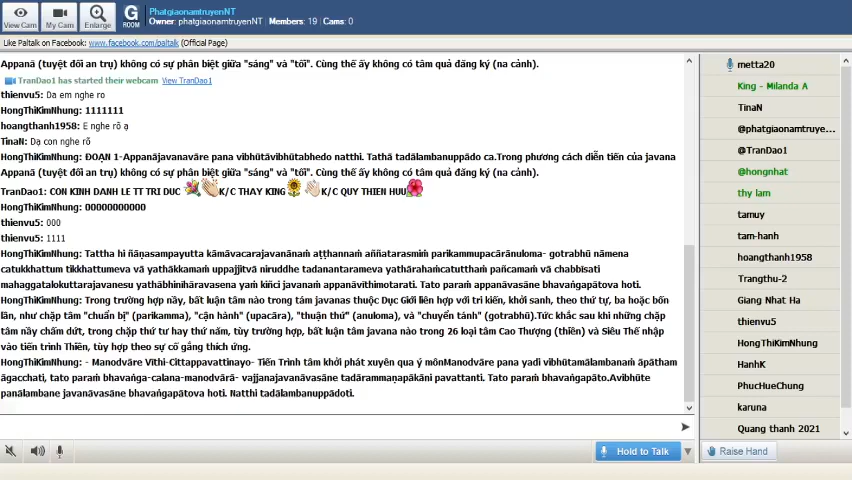 View Cam
My Cam
Enlarge
G
ROOM
PhatgiaonamtruyenNT
Owner: phatgiaonamtruyenNT | Members: 19 | Cams: 0
Like Paltalk on Facebook: www.facebook.com/paltalk (Official Page)
Appanā (tuyệt đối an trụ) không có sự phân biệt giữa "sáng" và "tối". Cùng thế ấy không có tâm quả đăng ký (na cảnh).
TranDao1 has started their webcam View TranDao1
thienvu5: Da em nghe ro
HongThiKimNhung: 1111111
hoangthanh1958: E nghe rõ ạ
TinaN: Dạ con nghe rõ
HongThiKimNhung: ĐOẠN 1-Appanājavanavāre pana vibhūtāvibhūtabhedo natthi. Tathā tadālambanuppādo ca.Trong phương cách diễn tiến của javana
Appanā (tuyệt đối an trụ) không có sự phân biệt giữa "sáng" và "tối". Cùng thế ấy không có tâm quả đăng ký (na cảnh).
TranDao1: CON KINH DANH LE TT TRI DUC K/C THAY KING K/C QUY THIEN HUU
HongThiKimNhung: 00000000000
thienvu5: 000
thienvu5: 1111
HongThiKimNhung: Tattha hi ñāṇasampayutta kāmāvacarajavanānaṁ aṭṭhannaṁ aññatarasmiṁ parikammupacārānuloma- gotrabhū nāmena
catukkhattum tikkhattumeva vā yathākkamaṁ uppajjitvā niruddhe tadanantarameva yathārahaṁcatutthaṁ pañcamaṁ vā chabbīsati
mahaggatalokuttarajavanesu yathābhinīhāravasena yaṁ kiñci javanaṁ appanāvīthimotarati. Tato paraṁ appanāvasāne bhavaṅgapātova hoti.
HongThiKimNhung: Trong trường hợp nầy, bất luận tâm nào trong tám javanas thuộc Dục Giới liên hợp với tri kiến, khởi sanh, theo thứ tự, ba hoặc bốn
lần, như chập tâm "chuẩn bị" (parikamma), "cận hành" (upacāra), "thuận thứ" (anuloma), và "chuyển tánh" (gotrabhū).Tức khắc sau khi những chập
tâm nầy chấm dứt, trong chập thứ tư hay thứ năm, tùy trường hợp, bất luận tâm javana nào trong 26 loại tâm Cao Thượng (thiền) và Siêu Thế nhập
vào tiến trình Thiền, tùy hợp theo sự cố gắng thích ứng.
HongThiKimNhung: - Manodvāre Vīthi-Cittappavattinayo- Tiến Trình tâm khởi phát xuyên qua ý mônManodvāre pana yadi vibhūtamālambanaṁ āpātham
āgacchati, tato paraṁ bhavaṅga-calana-manodvārā- vajjanajavanāvasāne tadārammaṇapākāni pavattanti. Tato paraṁ bhavaṅgapāto.Avibhūte
panālambane javanāvasāne bhavaṅgapātova hoti. Natthi tadālambanuppādoti.
Hold to Talk
metta20
King - Milanda A
TinaN
@phatgiaonamtruye...
@TranDao1
@hongnhat
thy lam
tamuy
tam-hanh
hoangthanh1958
Trangthu-2
Giang Nhat Ha
thienvu5
HongThiKimNhung
HanhK
PhucHueChung
karuna
Quang thanh 2021
Raise Hand